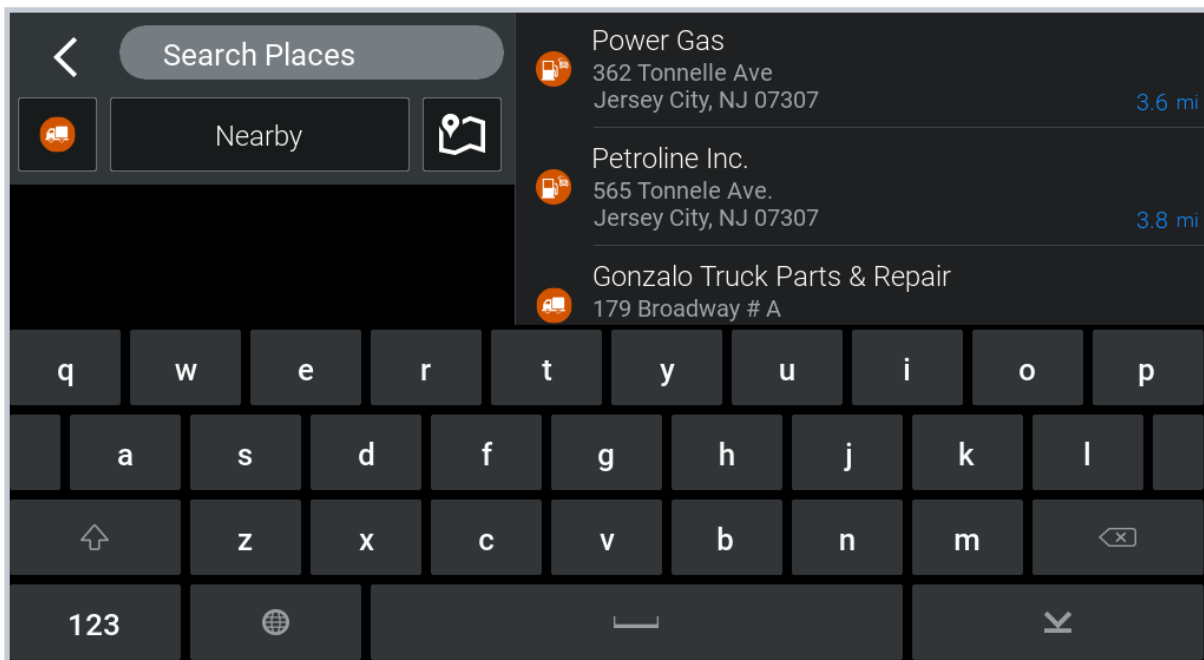 Search Places
Nearby
Power Gas
362 Tonnelle Ave
Jersey City, NJ 07307
3.6 mi
Petroline Inc.
565 Tonnele Ave.
Jersey City, NJ 07307
3.8 mi
Gonzalo Truck Parts & Repair
179 Broadway # A
q w e r t y u i o p
a s d f g h j k l
z x c v b n m
123